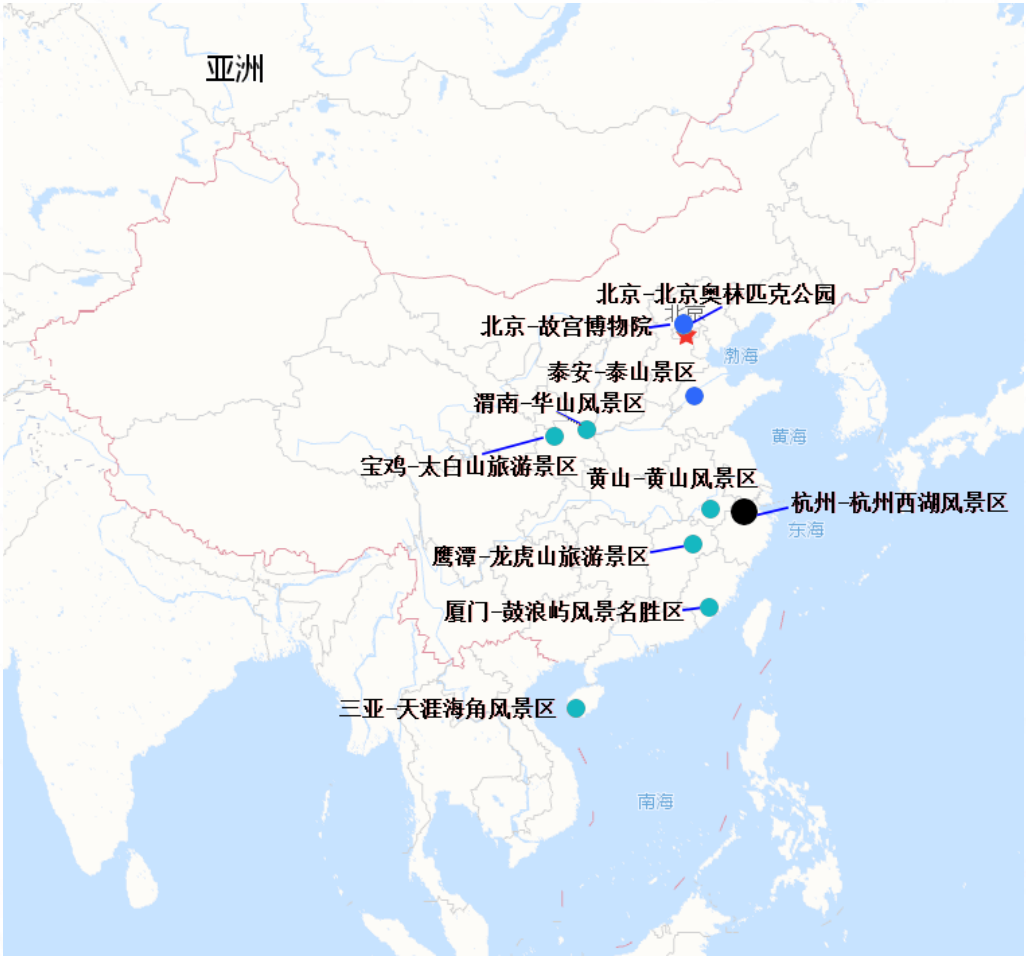 亚洲
北京-北京奥林匹克公园
北京
北京-故宫博物院
渤海
泰安-泰山景区
渭南-华山风景区
黄海
宝鸡-太白山旅游景区
黄山-黄山风景区
杭州-杭州西湖风景区
东海
鹰潭-龙虎山旅游景区
厦门-鼓浪屿风景名胜区
三亚-天涯海角风景区
南海